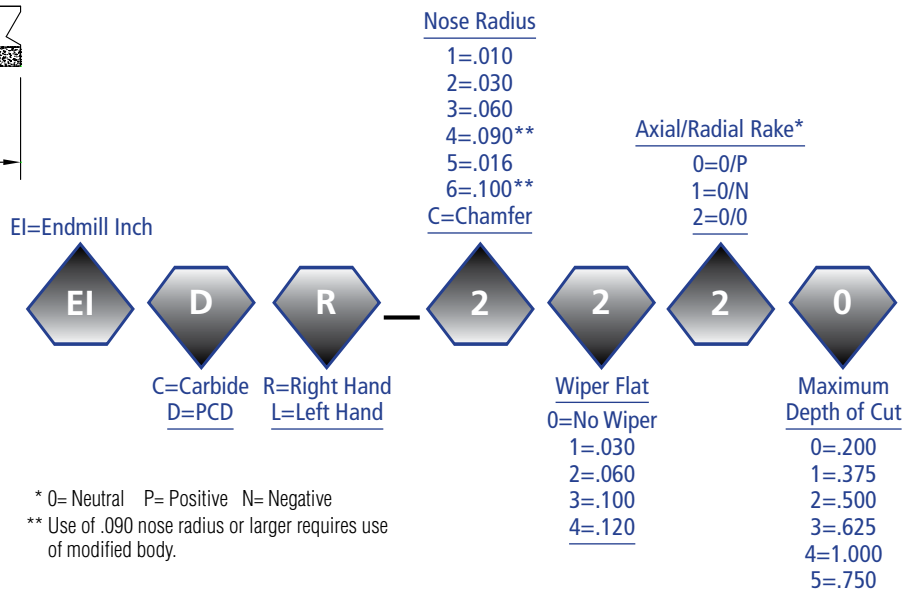 Nose Radius
1=.010
2=.030
3=.060
4=.090**
5=.016
6=.100**
C=Chamfer
Axial/Radial Rake*
0=0/P
1=0/N
2=0/0
EI=Endmill Inch
EI D R — 2 2 2 0
C=Carbide
D=PCD
R=Right Hand
L=Left Hand
Wiper Flat
0=No Wiper
1=.030
2=.060
3=.100
4=.120
Maximum
Depth of Cut
0=.200
1=.375
2=.500
3=.625
4=1.000
5=.750
* 0= Neutral P= Positive N= Negative
** Use of .090 nose radius or larger requires use
of modified body.